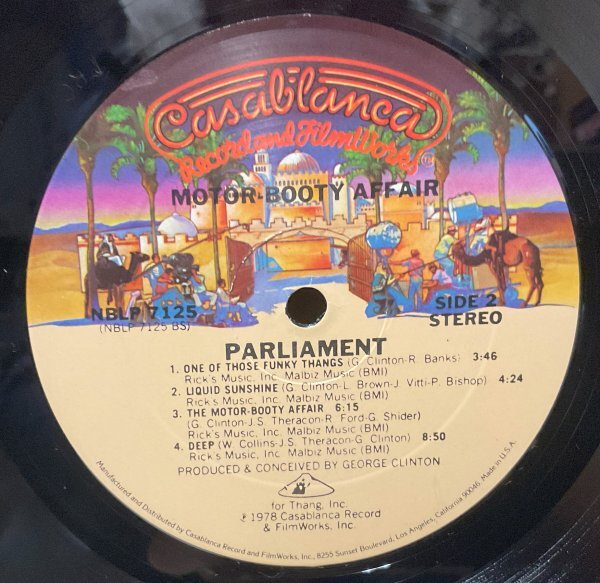 Casablanca
Record and FilmWorks TM
MOTOR-BOOTY AFFAIR
NBLP 7125
(NBLP 7125 BS)
SIDE 2
STEREO
PARLIAMENT
1. ONE OF THOSE FUNKY THANGS (G. Clinton-R. Banks) 3:46
Rick's Music, Inc. Malbiz Music (BMI)
2. LIQUID SUNSHINE (G. Clinton-L. Brown-J. Vitti-P. Bishop) 4:24
Rick's Music, Inc. Malbiz Music (BMI)
3. THE MOTOR-BOOTY AFFAIR 6:15
(G. Clinton-J.S. Theracon-R. Ford-G. Shider)
Rick's Music, Inc. Malbiz Music (BMI)
4. DEEP (W. Collins-J.S. Theracon-G. Clinton) 8:50
Rick's Music, Inc. Malbiz Music (BMI)
PRODUCED & CONCEIVED BY GEORGE CLINTON
for Thang, Inc.
℗ 1978 Casablanca Record
& FilmWorks, Inc.
Manufactured and Distributed by Casablanca Record and FilmWorks, Inc., 8255 Sunset Boulevard, Los Angeles, California 90046. Made in U.S.A.